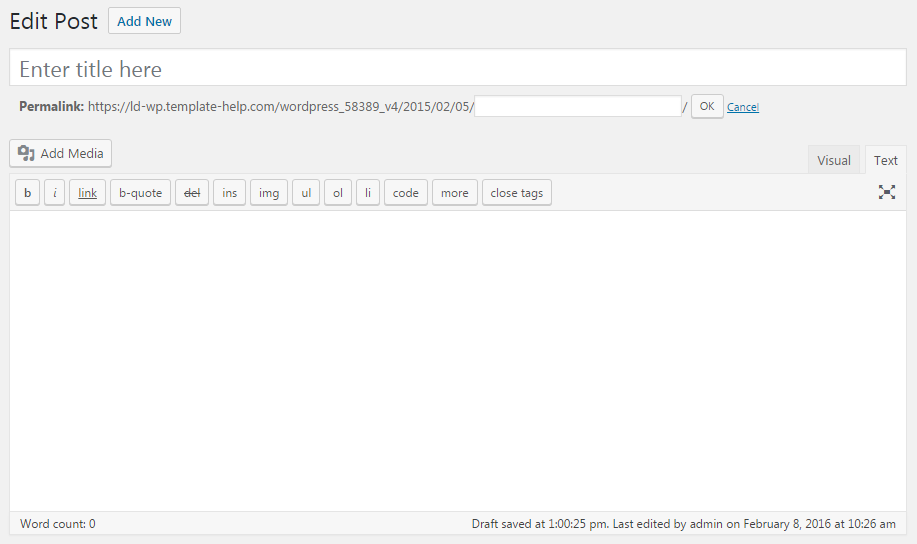 Edit Post Add New
Enter title here
Permalink: https://ld-wp.template-help.com/wordpress_58389_v4/2015/02/05/ / OK Cancel
Add Media
Visual Text
b i link b-quote del ins img ul ol li code more close tags
Word count: 0 Draft saved at 1:00:25 pm. Last edited by admin on February 8, 2016 at 10:26 am